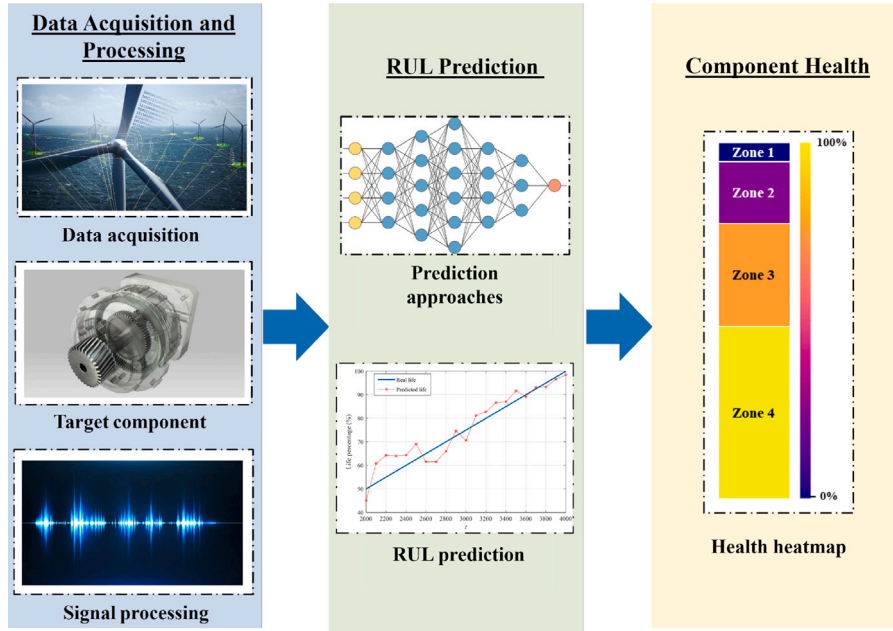 Data Acquisition and
Processing
Data acquisition
Target component
Signal processing
RUL Prediction
Prediction
approaches
Real life
Predicted life
Life percentage (%)
100
90
80
70
60
50
40
2000 2200 2400 2600 2800 3000 3200 3400 3600 3800 4000
t
RUL prediction
Component Health
Zone 1
Zone 2
Zone 3
Zone 4
100%
0%
Health heatmap